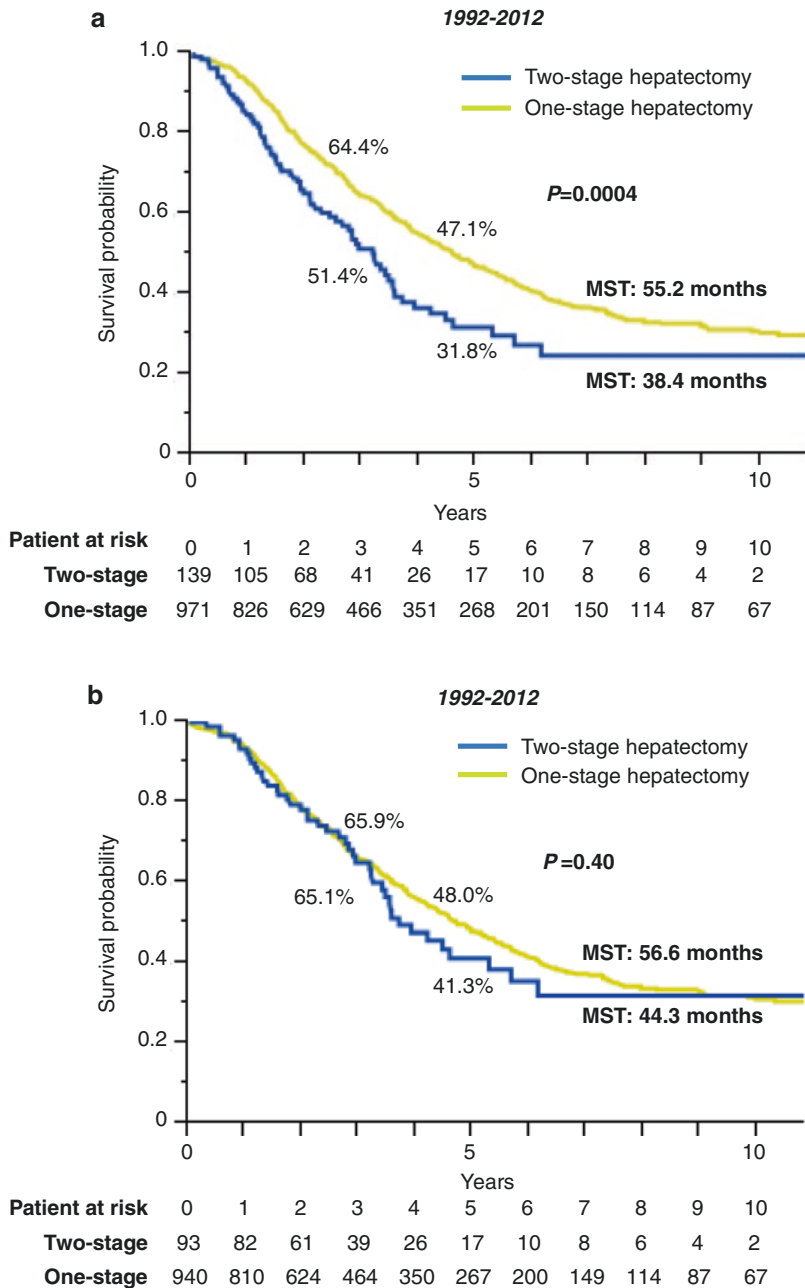 a
1992-2012
1.0
Two-stage hepatectomy
One-stage hepatectomy
0.8
64.4%
P=0.0004
0.6
47.1%
Survival probability
51.4%
MST: 55.2 months
0.4
31.8%
0.2
MST: 38.4 months
0
0 5 10
Years
Patient at risk 0 1 2 3 4 5 6 7 8 9 10
Two-stage 139 105 68 41 26 17 10 8 6 4 2
One-stage 971 826 629 466 351 268 201 150 114 87 67
b
1992-2012
1.0
Two-stage hepatectomy
One-stage hepatectomy
0.8
65.9%
P=0.40
0.6
65.1%
48.0%
Survival probability
MST: 56.6 months
0.4
41.3%
MST: 44.3 months
0.2
0
0 5 10
Years
Patient at risk 0 1 2 3 4 5 6 7 8 9 10
Two-stage 93 82 61 39 26 17 10 8 6 4 2
One-stage 940 810 624 464 350 267 200 149 114 87 67